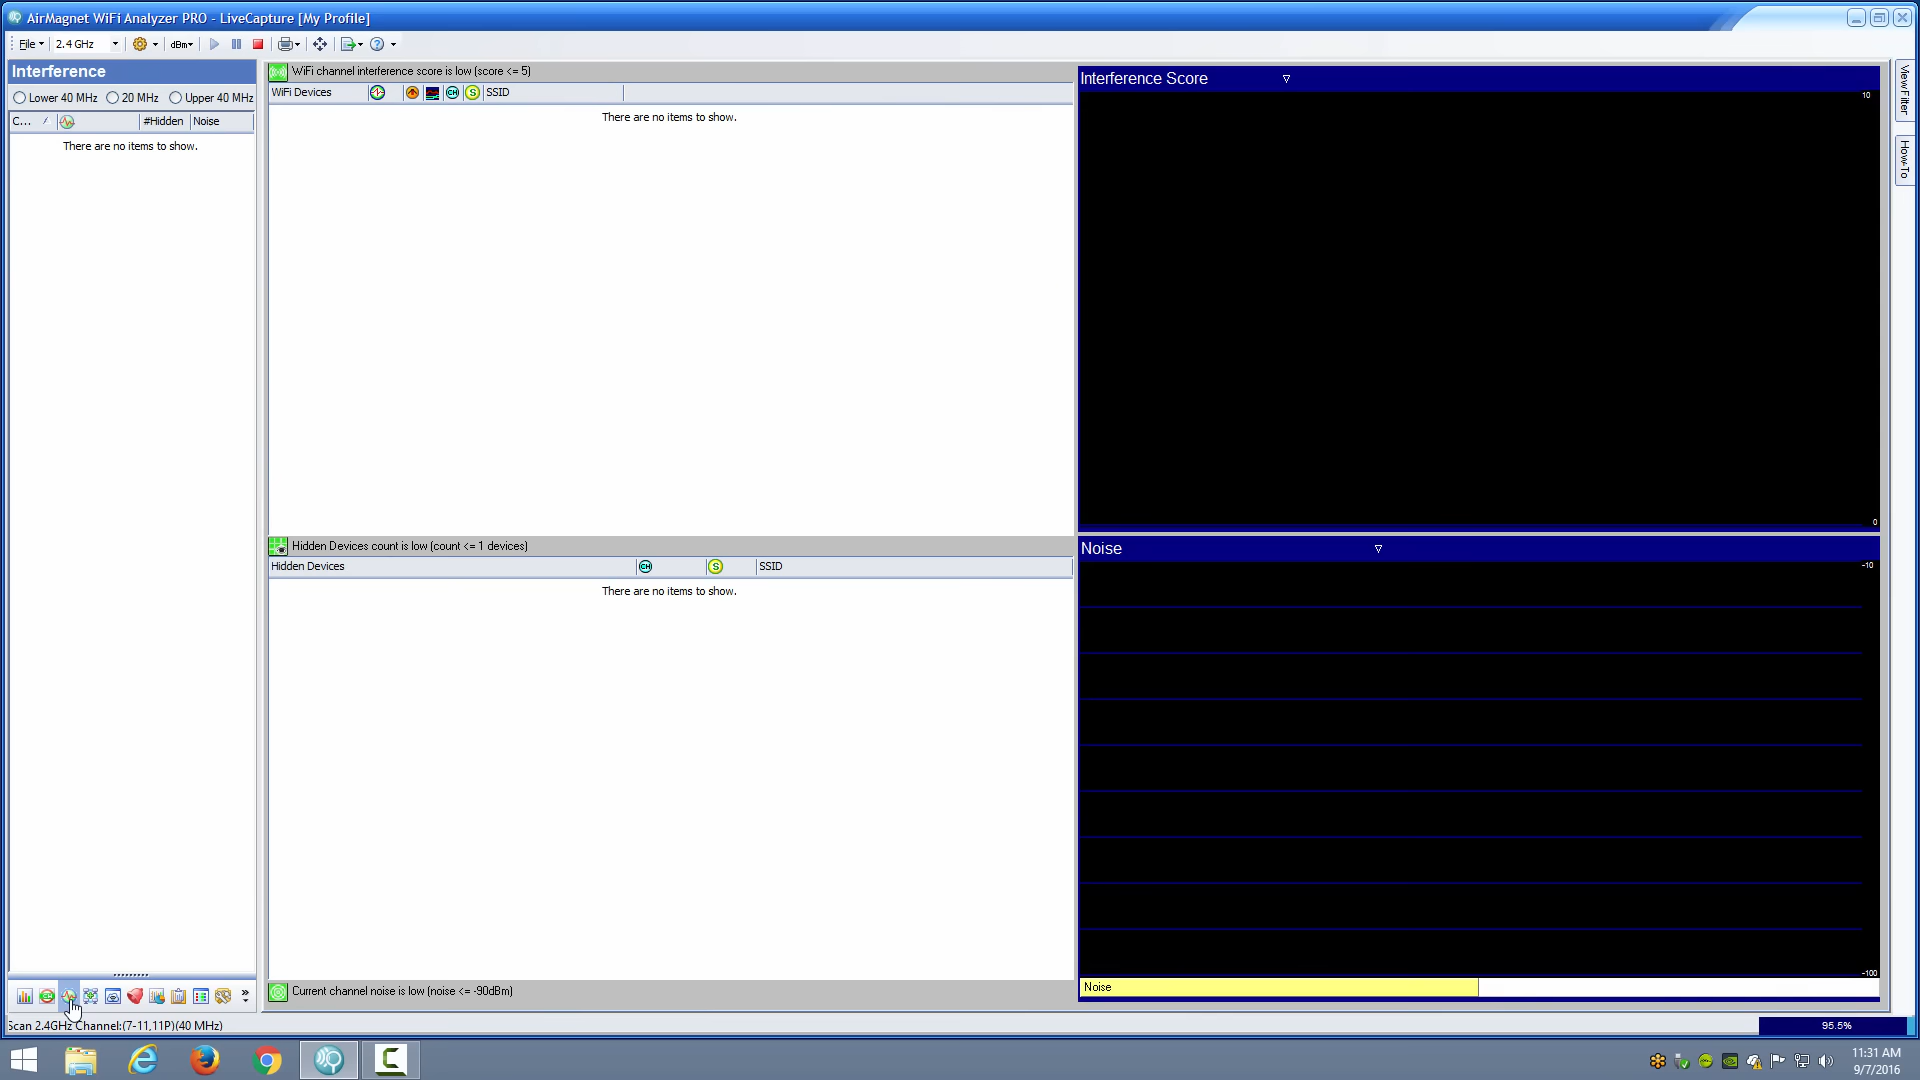 AirMagnet WiFi Analyzer PRO - LiveCapture [My Profile]
File 2.4 GHz dBm
Interference
Lower 40 MHz 20 MHz Upper 40 MHz
C... #Hidden Noise
There are no items to show.
WiFi channel interference score is low (score <= 5)
WiFi Devices CH S SSID
There are no items to show.
Interference Score
10
0
Hidden Devices count is low (count <= 1 devices)
Hidden Devices CH S SSID
There are no items to show.
Noise
-10
-100
Noise
Current channel noise is low (noise <= -90dBm)
ViewFilter
How-To
Scan 2.4GHz Channel:(7-11,11P)(40 MHz)
95.5%
11:31 AM
9/7/2016